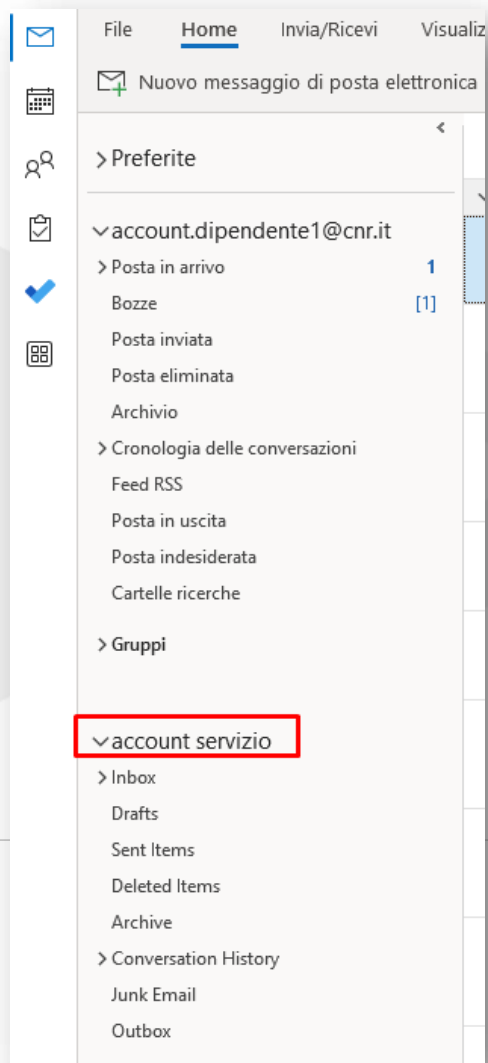 File Home Invia/Ricevi Visualiz
Nuovo messaggio di posta elettronica
Preferite
account.dipendente1@cnr.it
Posta in arrivo 1
Bozze [1]
Posta inviata
Posta eliminata
Archivio
Cronologia delle conversazioni
Feed RSS
Posta in uscita
Posta indesiderata
Cartelle ricerche
Gruppi
account servizio
Inbox
Drafts
Sent Items
Deleted Items
Archive
Conversation History
Junk Email
Outbox